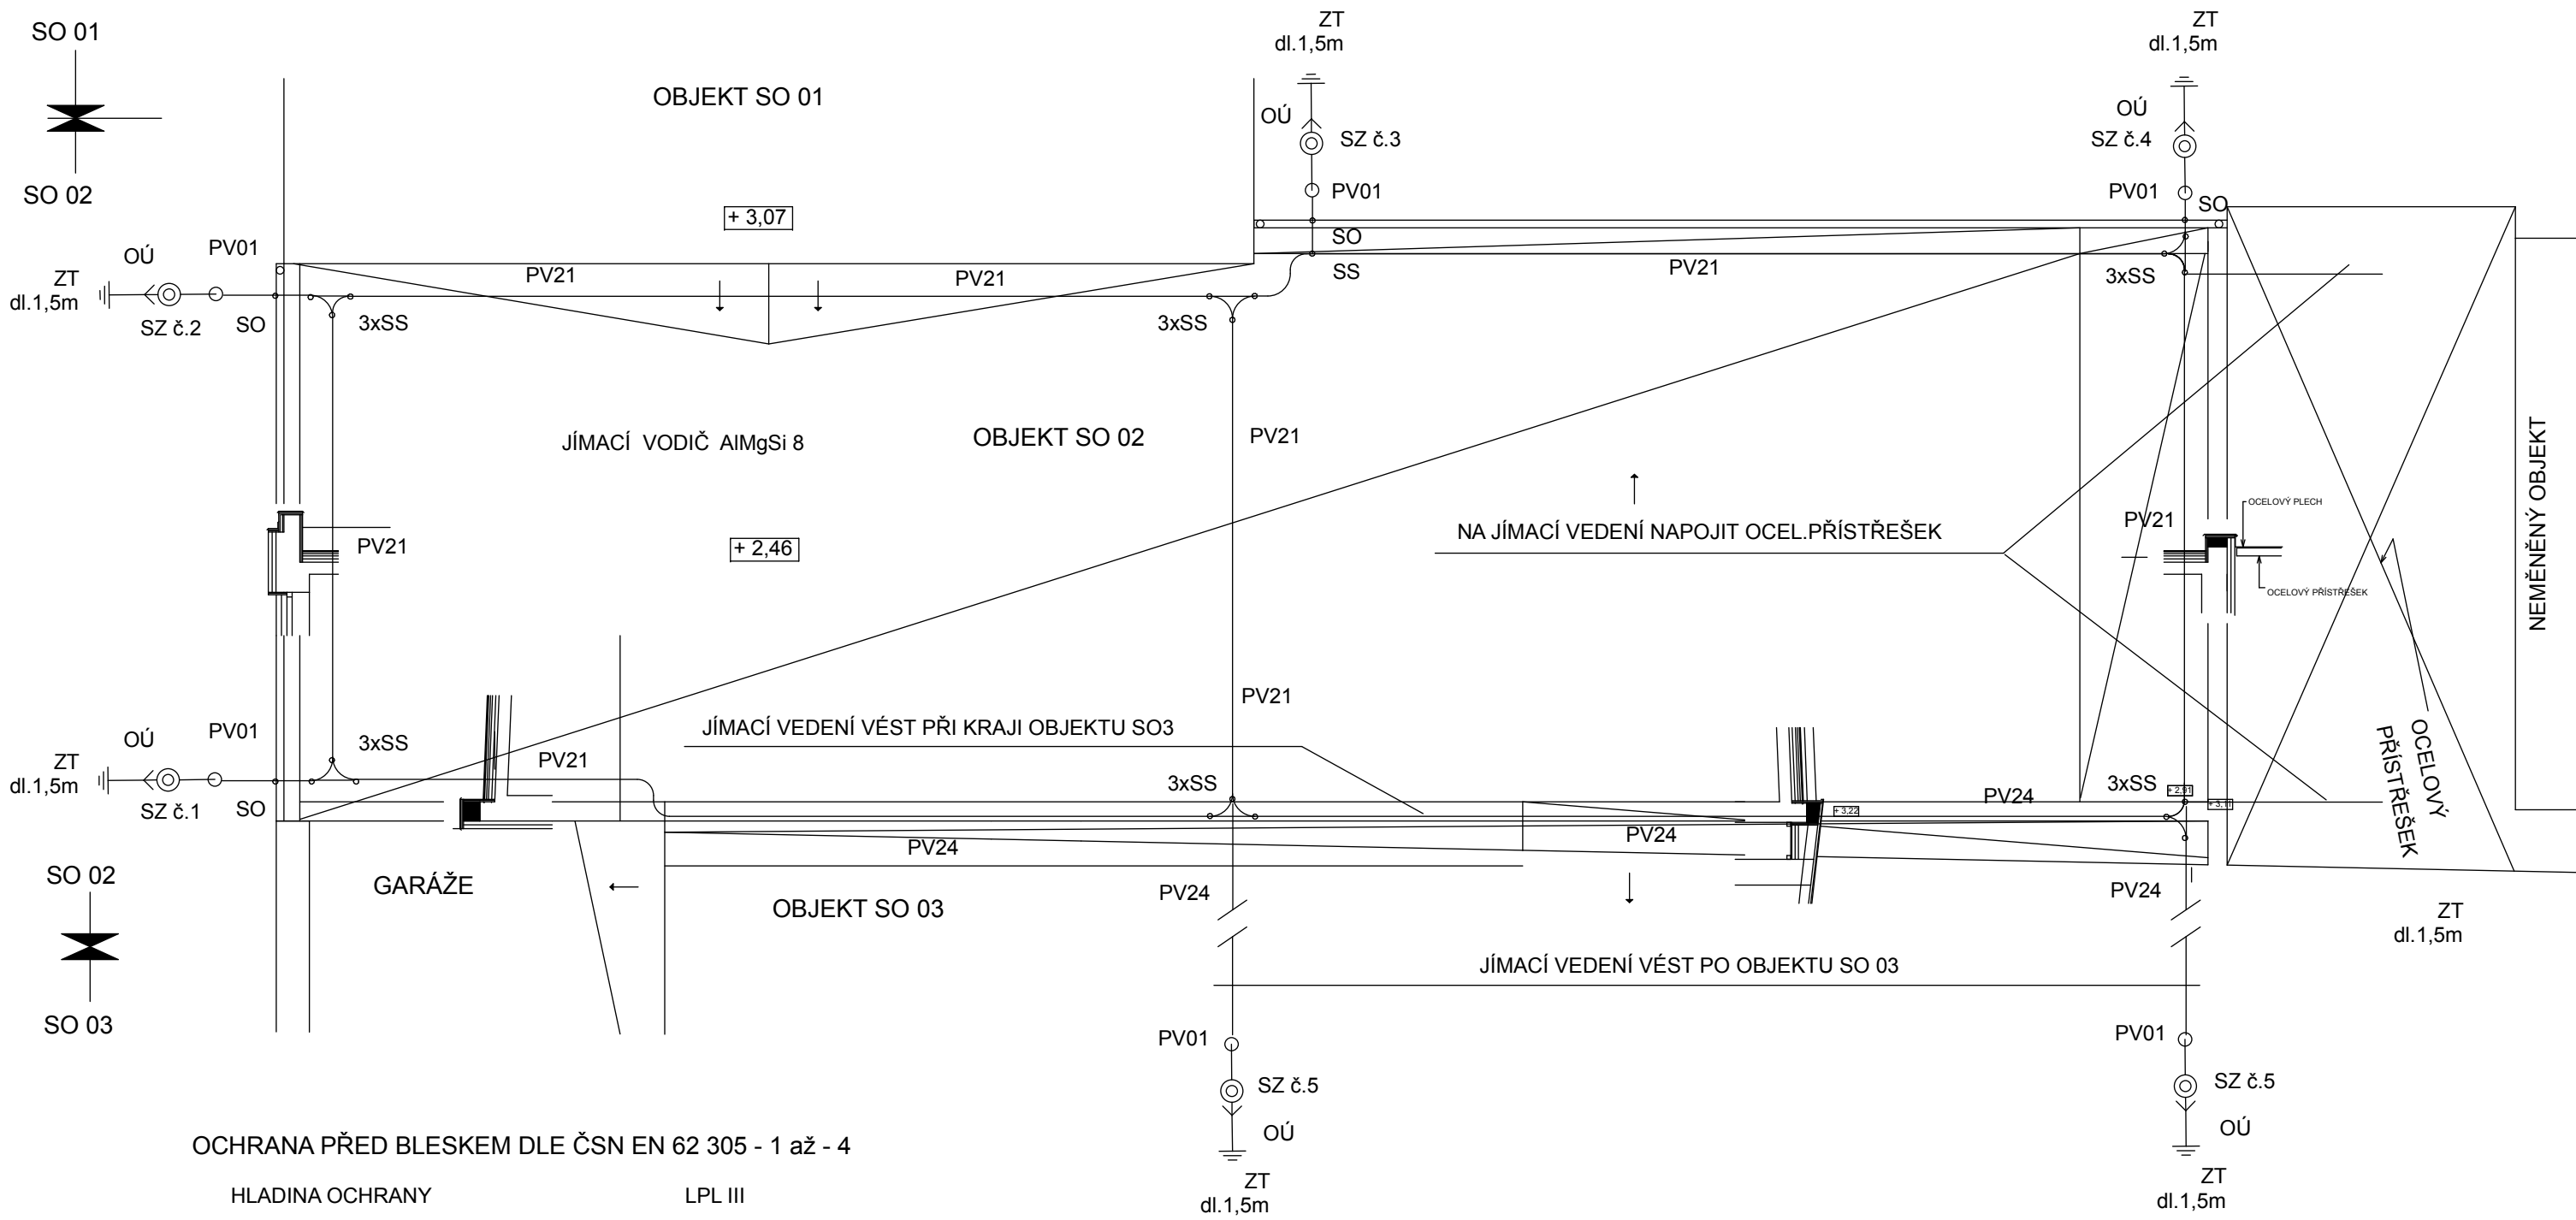 SO 01
SO 02
OBJEKT SO 01
+ 3,07
ZT
dl.1,5m
OÚ
SZ č.3
PV01
SO
SS
ZT
dl.1,5m
OÚ
SZ č.4
PV01
SO
3xSS
PV21
ZT
dl.1,5m
OÚ
PV01
SZ č.2
SO
3xSS
PV21
PV21
3xSS
JÍMACÍ VODIČ AlMgSi 8
OBJEKT SO 02
PV21
+ 2,46
PV21
NA JÍMACÍ VEDENÍ NAPOJIT OCEL.PŘÍSTŘEŠEK
PV21
OCELOVÝ PLECH
OCELOVÝ PŘÍSTŘEŠEK
NEMĚNĚNÝ OBJEKT
OCELOVÝ
PŘÍSTŘEŠEK
PV21
JÍMACÍ VEDENÍ VÉST PŘI KRAJI OBJEKTU SO3
ZT
dl.1,5m
OÚ
PV01
SZ č.1
SO
3xSS
PV21
3xSS
3xSS
+ 2,91
+ 3,11
+ 3,22
PV24
PV24
PV24
GARÁŽE
OBJEKT SO 03
PV24
PV24
ZT
dl.1,5m
SO 02
SO 03
JÍMACÍ VEDENÍ VÉST PO OBJEKTU SO 03
PV01
SZ č.5
OÚ
ZT
dl.1,5m
PV01
SZ č.5
OÚ
ZT
dl.1,5m
OCHRANA PŘED BLESKEM DLE ČSN EN 62 305 - 1 až - 4
HLADINA OCHRANY LPL III